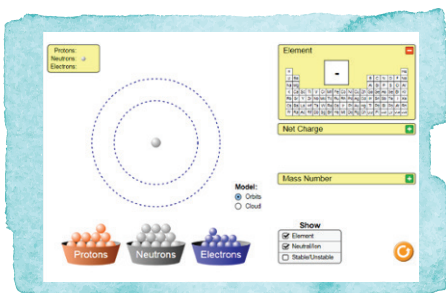 Protons:
Neutrons:
Electrons:
Element
-
Net Charge
Mass Number
Model:
Orbits
Cloud
Protons
Neutrons
Electrons
Show
Element
Neutral/Ion
Stable/Unstable